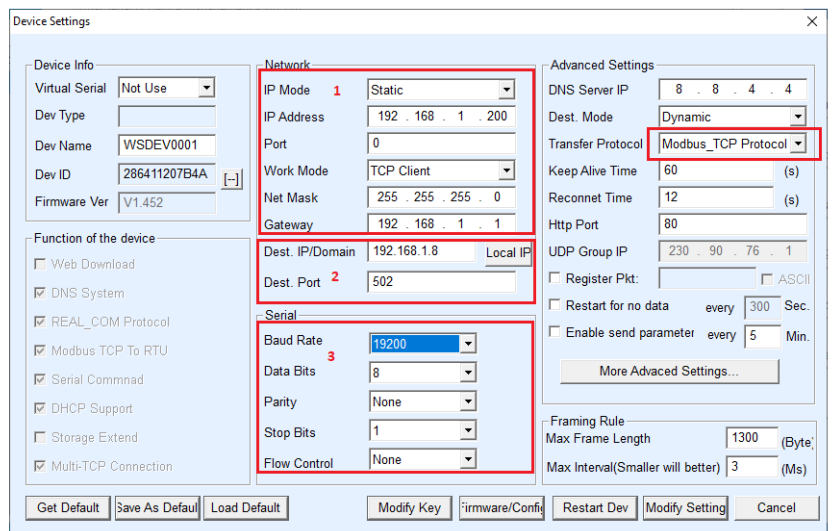 Device Settings
Device Info
Virtual Serial Not Use
Dev Type
Dev Name WSDEV0001
Dev ID 286411207B4A [--]
Firmware Ver V1.452
Function of the device
Web Download
DNS System
REAL_COM Protocol
Modbus TCP To RTU
Serial Commnad
DHCP Support
Storage Extend
Multi-TCP Connection
Network
IP Mode 1 Static
IP Address 192 . 168 . 1 . 200
Port 0
Work Mode TCP Client
Net Mask 255 . 255 . 255 . 0
Gateway 192 . 168 . 1 . 1
Dest. IP/Domain 192.168.1.8 Local IP
Dest. Port 2 502
Serial
Baud Rate 19200
3
Data Bits 8
Parity None
Stop Bits 1
Flow Control None
Advanced Settings
DNS Server IP 8 . 8 . 4 . 4
Dest. Mode Dynamic
Transfer Protocol Modbus_TCP Protocol
Keep Alive Time 60 (s)
Reconnet Time 12 (s)
Http Port 80
UDP Group IP 230 . 90 . 76 . 1
Register Pkt: ASCII
Restart for no data every 300 Sec.
Enable send parameter every 5 Min.
More Advaced Settings...
Framing Rule
Max Frame Length 1300 (Byte)
Max Interval(Smaller will better) 3 (Ms)
Get Default Save As Defaul Load Default Modify Key Firmware/Config Restart Dev Modify Setting Cancel